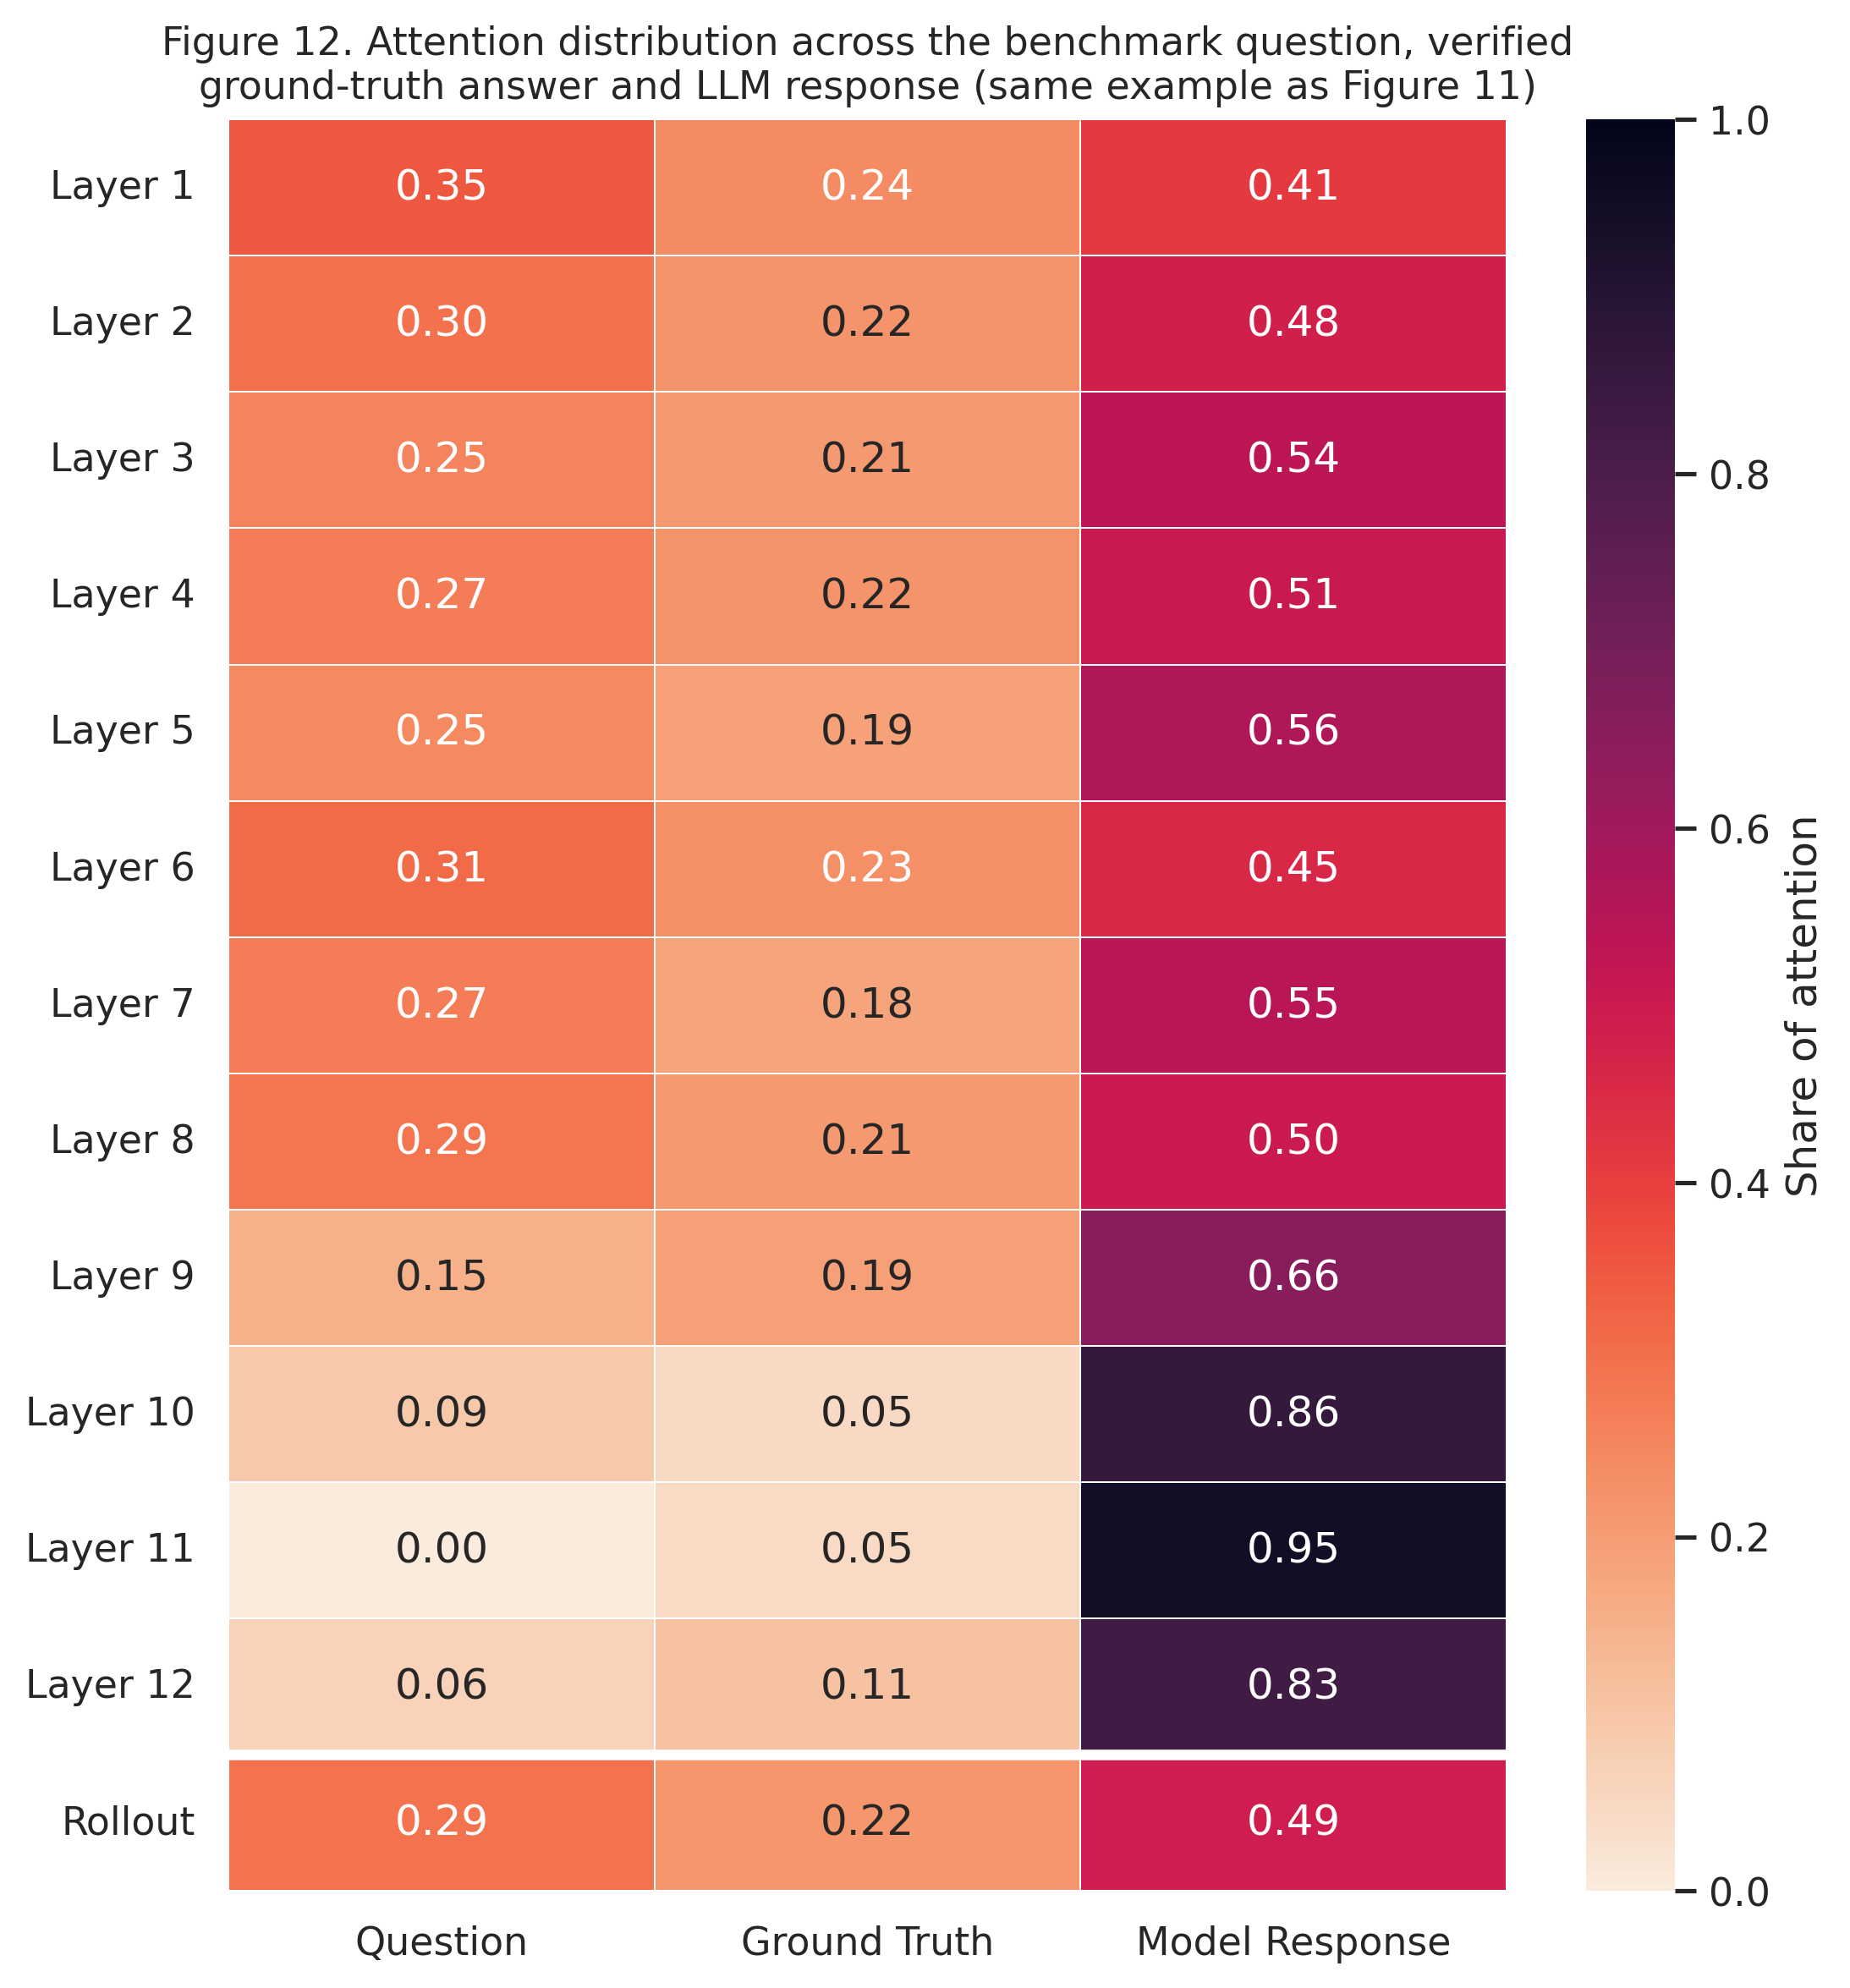 Figure 12. Attention distribution across the benchmark question, verified
ground-truth answer and LLM response (same example as Figure 11)
Layer 1 0.35 0.24 0.41
Layer 2 0.30 0.22 0.48
Layer 3 0.25 0.21 0.54
Layer 4 0.27 0.22 0.51
Layer 5 0.25 0.19 0.56
Layer 6 0.31 0.23 0.45
Layer 7 0.27 0.18 0.55
Layer 8 0.29 0.21 0.50
Layer 9 0.15 0.19 0.66
Layer 10 0.09 0.05 0.86
Layer 11 0.00 0.05 0.95
Layer 12 0.06 0.11 0.83
Rollout 0.29 0.22 0.49
Question Ground Truth Model Response
1.0
0.8
0.6
0.4
0.2
0.0
Share of attention